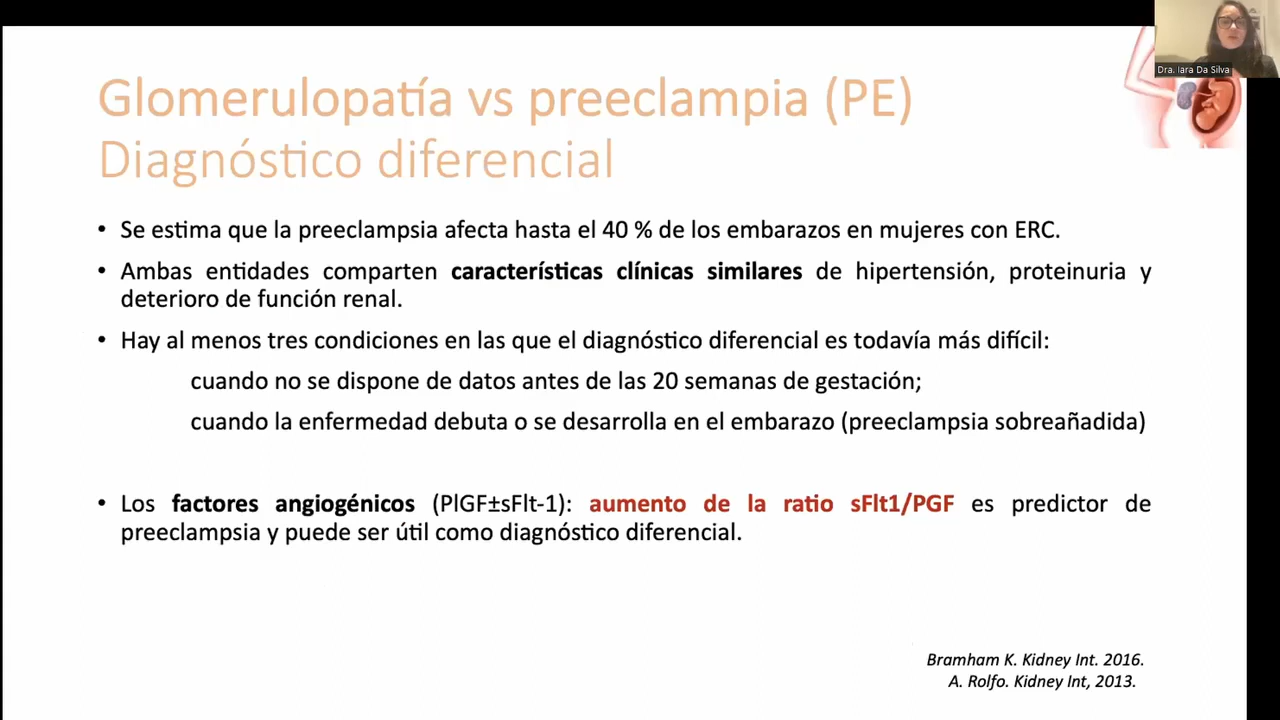 Dra. Iara Da Silva
Glomerulopatía vs preeclampia (PE)
Diagnóstico diferencial
• Se estima que la preeclampsia afecta hasta el 40 % de los embarazos en mujeres con ERC.
• Ambas entidades comparten características clínicas similares de hipertensión, proteinuria y
deterioro de función renal.
• Hay al menos tres condiciones en las que el diagnóstico diferencial es todavía más difícil:
cuando no se dispone de datos antes de las 20 semanas de gestación;
cuando la enfermedad debuta o se desarrolla en el embarazo (preeclampsia sobreañadida)
• Los factores angiogénicos (PlGF±sFlt-1): aumento de la ratio sFlt1/PGF es predictor de
preeclampsia y puede ser útil como diagnóstico diferencial.
Bramham K. Kidney Int. 2016.
A. Rolfo. Kidney Int, 2013.